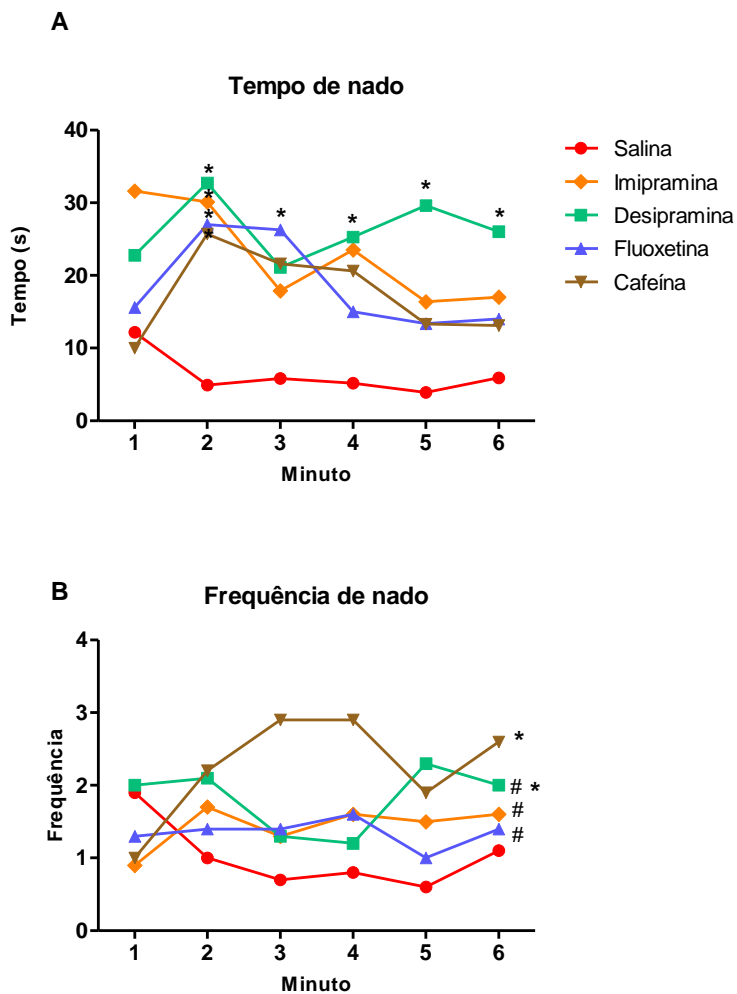 A
Tempo de nado
40
30
20
10
0
Tempo (s)
* 
*
*
*
*
*
*
*
1 2 3 4 5 6
Minuto
Salina
Imipramina
Desipramina
Fluoxetina
Cafeína
B
Frequência de nado
4
3
2
1
0
Frequência
*
# *
#
#
1 2 3 4 5 6
Minuto